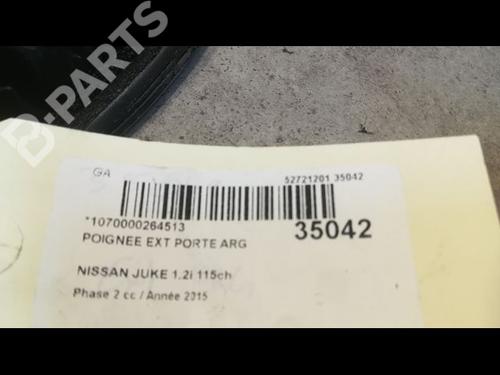 B-PARTS
GA
52721201 35042
*1070000264513
35042
POIGNEE EXT PORTE ARG
NISSAN JUKE 1.2i 115ch
Phase 2 cc / Année 2015